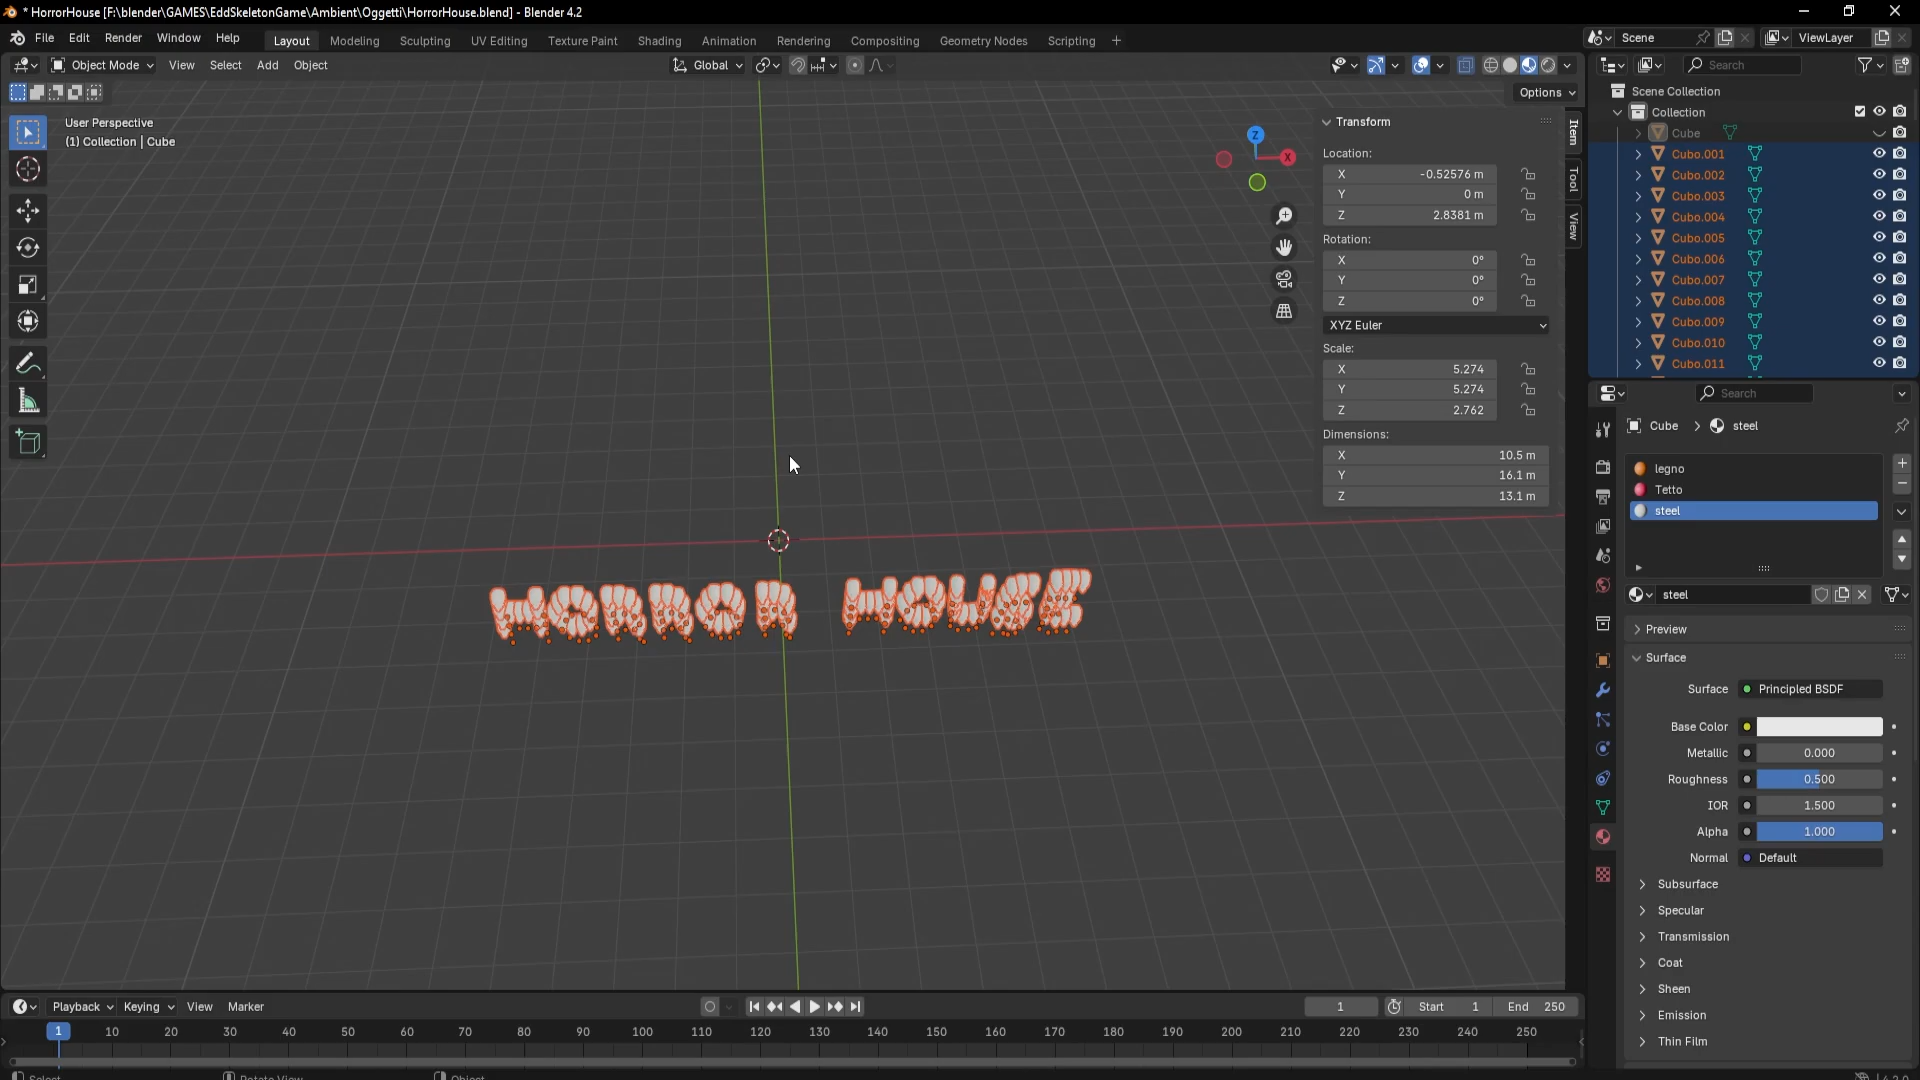 * HorrorHouse [F:\blender\GAMES\EddSkeletonGame\Ambient\Oggetti\HorrorHouse.blend] - Blender 4.2
File Edit Render Window Help Layout Modeling Sculpting UV Editing Texture Paint Shading Animation Rendering Compositing Geometry Nodes Scripting + Scene ViewLayer
Object Mode View Select Add Object Global Search
Options
User Perspective
(1) Collection | Cube
Transform
Location:
X -0.52576 m
Y 0 m
Z 2.8381 m
Rotation:
X 0°
Y 0°
Z 0°
XYZ Euler
Scale:
X 5.274
Y 5.274
Z 2.762
Dimensions:
X 10.5 m
Y 16.1 m
Z 13.1 m
Item
Tool
View
Z
X
HORROR HOUSE
Scene Collection
Collection
Cube
Cubo.001
Cubo.002
Cubo.003
Cubo.004
Cubo.005
Cubo.006
Cubo.007
Cubo.008
Cubo.009
Cubo.010
Cubo.011
Search
Cube > steel
legno
Tetto
steel
steel
Preview
Surface
Surface Principled BSDF
Base Color
Metallic 0.000
Roughness 0.500
IOR 1.500
Alpha 1.000
Normal Default
Subsurface
Specular
Transmission
Coat
Sheen
Emission
Thin Film
Playback Keying View Marker 1 Start 1 End 250
1 10 20 30 40 50 60 70 80 90 100 110 120 130 140 150 160 170 180 190 200 210 220 230 240 250